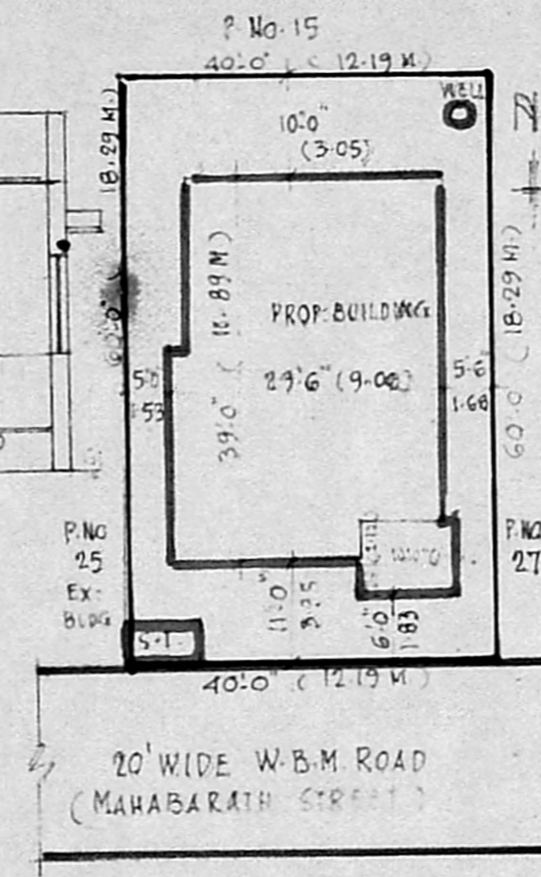 P. No. 15
40'-0" ( 12.19 M.)
WELL
10'-0"
(3.05)
18.29 M.)
60'-0" (
PROP. BUILDING
29'6" (9.00)
39'-0" ( 11.89 M )
5'0
1.53
5'-6"
1.68
60'-0" ( 18.29 M.)
P. NO
25
EX:
BLDG
P. NO
27
11'-0"
3.35
6'-0"
1.83
S.T.
40'-0" ( 12.19 M )
20' WIDE W.B.M. ROAD
( MAHABARATH STREET )